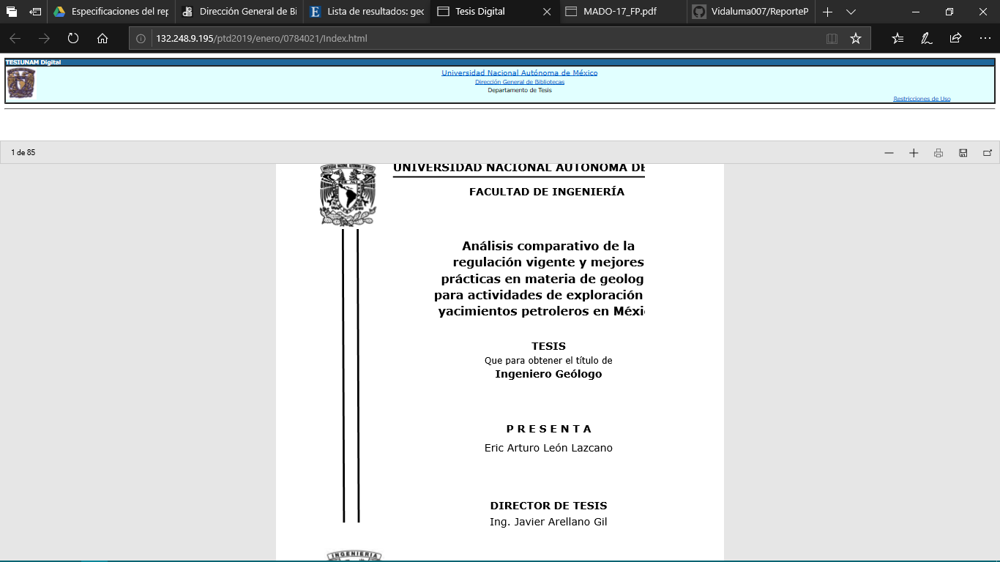 Especificaciones del rep
Dirección General de Bi
Lista de resultados: geo
Tesis Digital
MADO-17_FP.pdf
Vidaluma007/ReporteP
132.248.9.195/ptd2019/enero/0784021/Index.html
TESIUNAM Digital
Universidad Nacional Autónoma de México
Dirección General de Bibliotecas
Departamento de Tesis
Restricciones de Uso
1 de 85
UNIVERSIDAD NACIONAL AUTÓNOMA DE
FACULTAD DE INGENIERÍA
Análisis comparativo de la
regulación vigente y mejores
prácticas en materia de geolog
para actividades de exploración
yacimientos petroleros en Méxi
TESIS
Que para obtener el título de
Ingeniero Geólogo
P R E S E N T A
Eric Arturo León Lazcano
DIRECTOR DE TESIS
Ing. Javier Arellano Gil
INGENIERIA